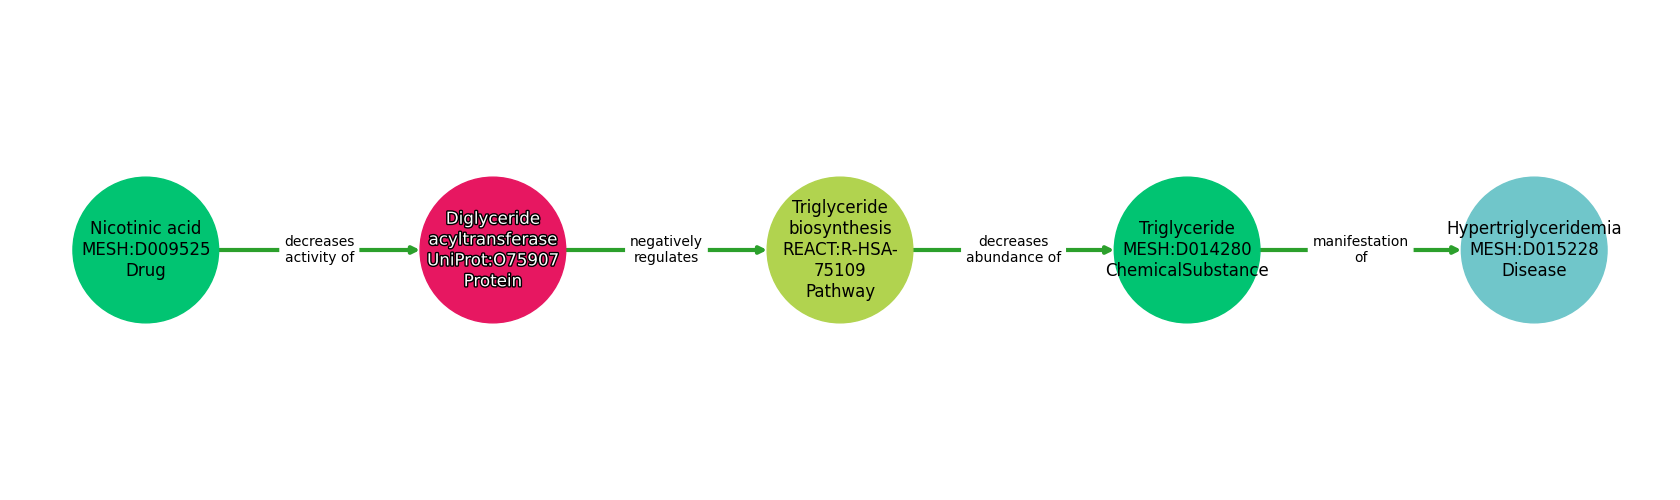 Nicotinic acid
MESH:D009525
Drug
decreases
activity of
Diglyceride
acyltransferase
UniProt:O75907
Protein
negatively
regulates
Triglyceride
biosynthesis
REACT:R-HSA-
75109
Pathway
decreases
abundance of
Triglyceride
MESH:D014280
ChemicalSubstance
manifestation
of
Hypertriglyceridemia
MESH:D015228
Disease